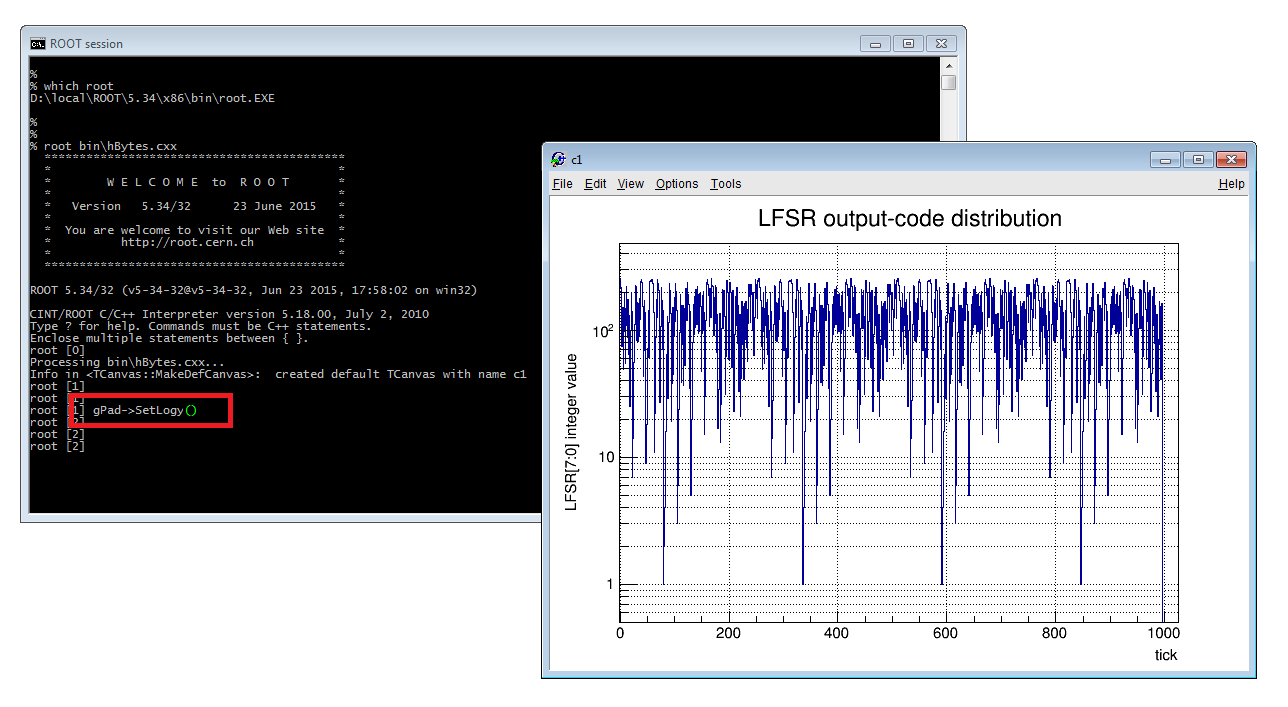 ROOT session
%
% which root
D:\local\ROOT\5.34\x86\bin\root.EXE
%
%
% root bin\hBytes.cxx
*******************************************
* *
* W E L C O M E to R O O T *
* *
* Version 5.34/32 23 June 2015 *
* *
* You are welcome to visit our Web site *
* http://root.cern.ch *
* *
*******************************************
ROOT 5.34/32 (v5-34-32@v5-34-32, Jun 23 2015, 17:58:02 on win32)
CINT/ROOT C/C++ Interpreter version 5.18.00, July 2, 2010
Type ? for help. Commands must be C++ statements.
Enclose multiple statements between { }.
root [0]
Processing bin\hBytes.cxx...
Info in <TCanvas::MakeDefCanvas>: created default TCanvas with name c1
root [1]
root [1]
root [1] gPad->SetLogy()
root [2]
root [2]
root [2]
c1
File Edit View Options Tools Help
LFSR output-code distribution
LFSR[7:0] integer value
10²
10
1
0 200 400 600 800 1000
tick